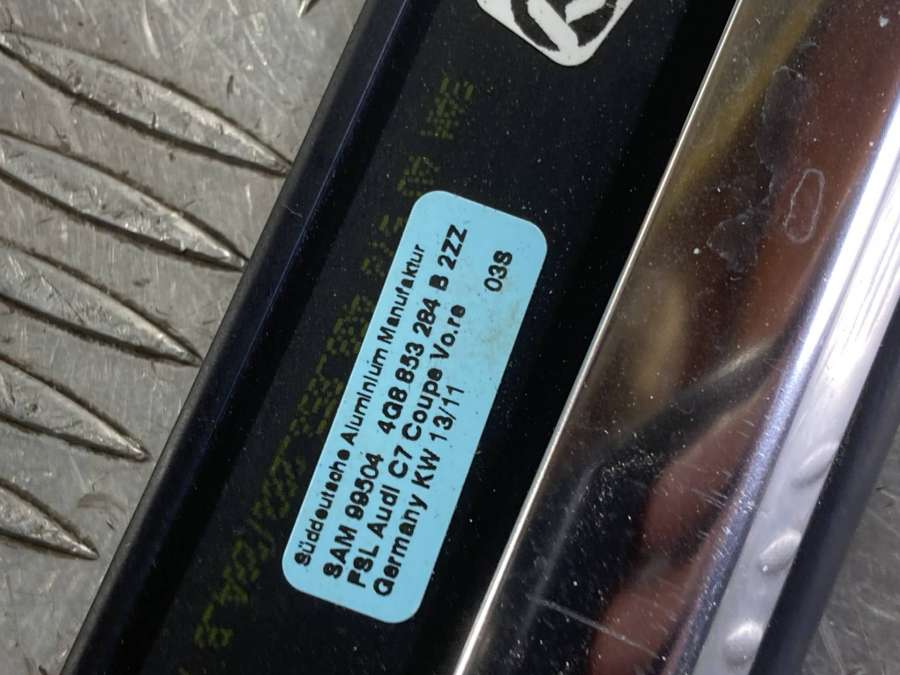 Süddeutsche Aluminium Manufaktur
SAM 99504 4G8 853 284 B 2ZZ
FSL Audi C7 Coupe Vo.re 03S
Germany KW 13/11